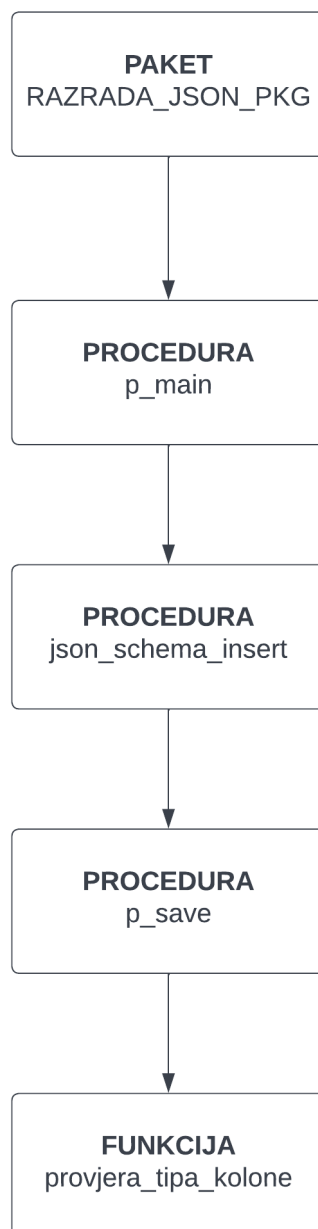 PAKET
RAZRADA_JSON_PKG
PROCEDURA
p_main
PROCEDURA
json_schema_insert
PROCEDURA
p_save
FUNKCIJA
provjera_tipa_kolone